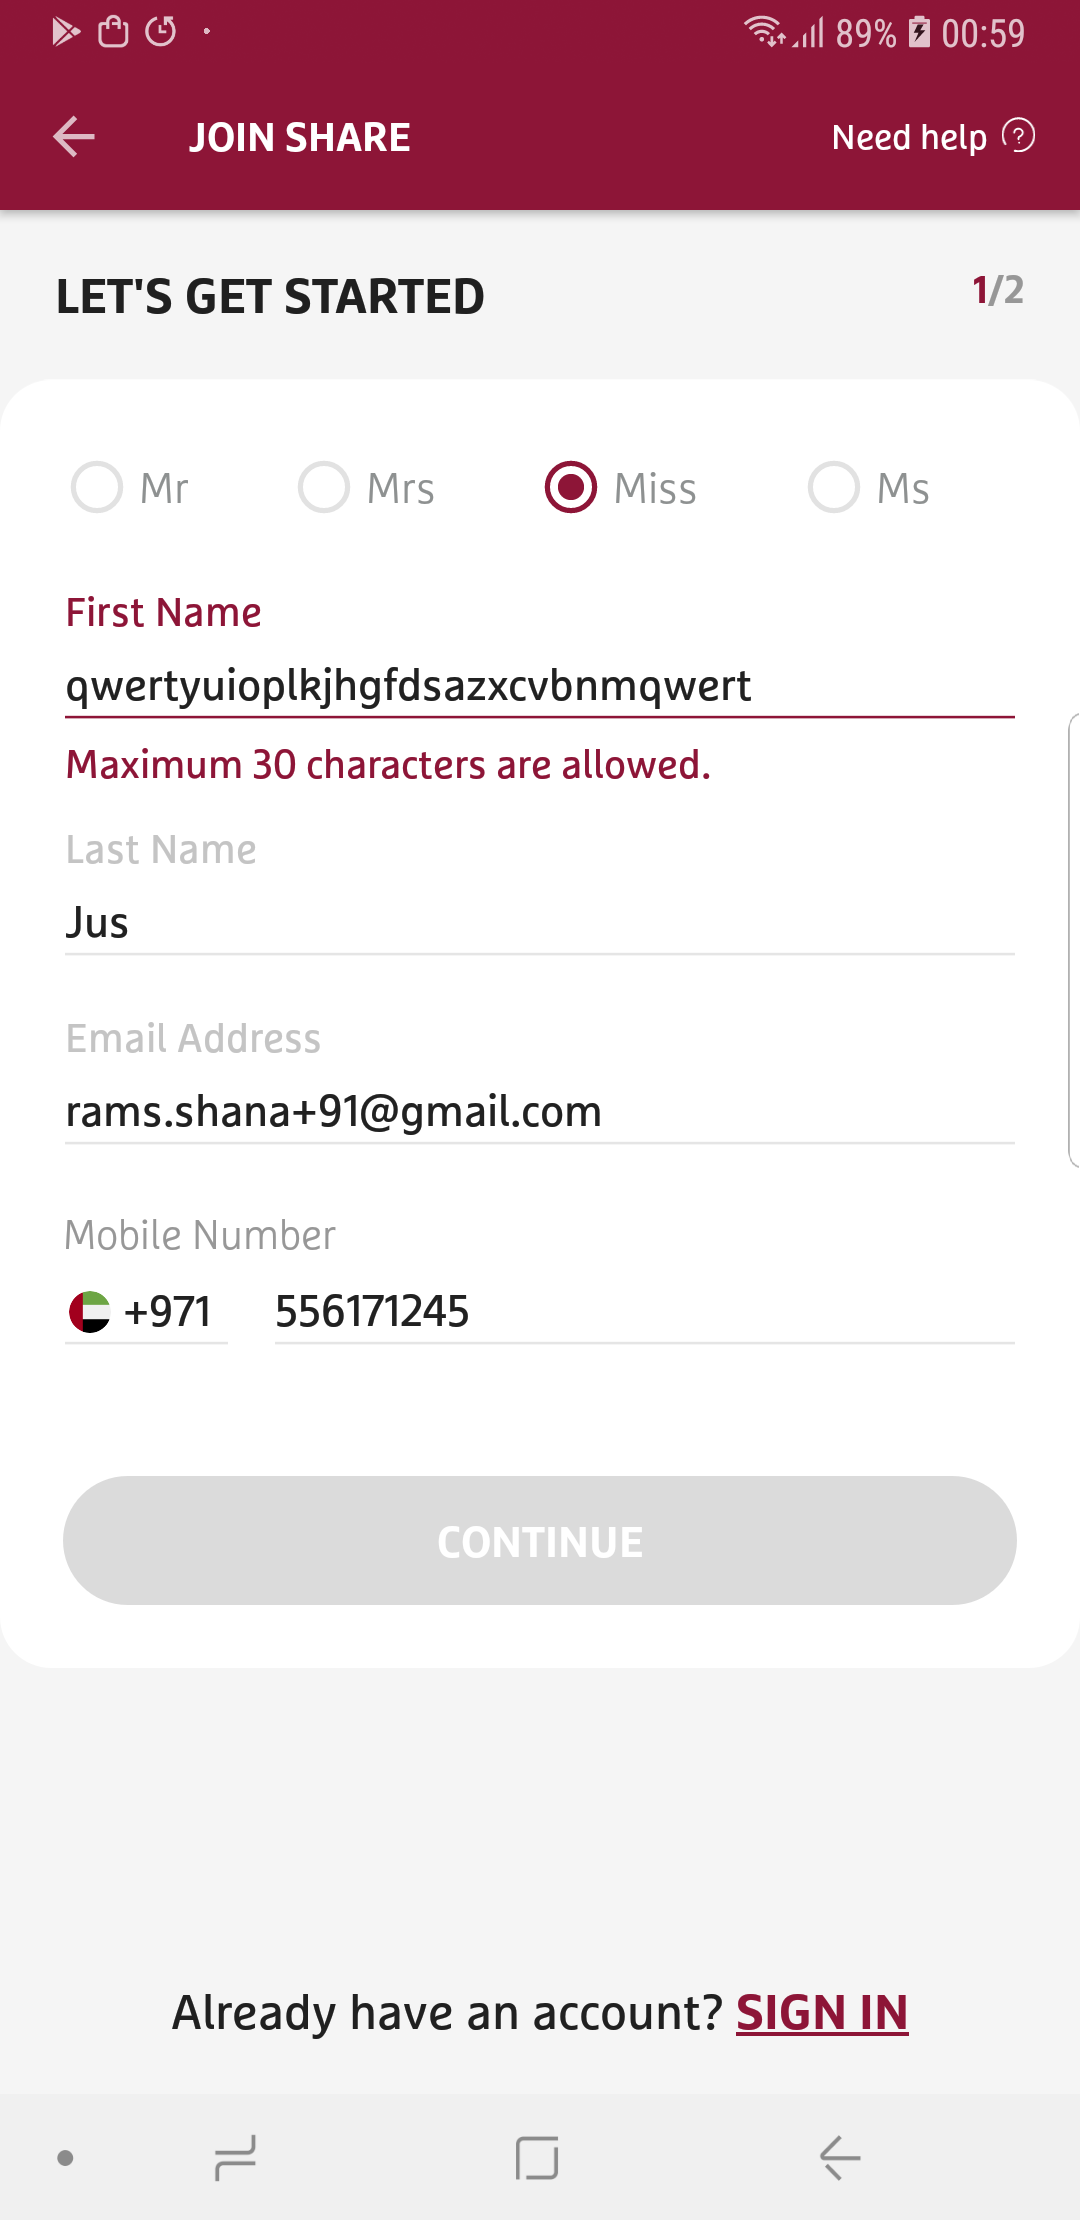 89% 00:59
JOIN SHARE Need help ?
LET'S GET STARTED 1/2
Mr Mrs Miss Ms
First Name
qwertyuioplkjhgfdsazxcvbnmqwert
Maximum 30 characters are allowed.
Last Name
Jus
Email Address
rams.shana+91@gmail.com
Mobile Number
+971 556171245
CONTINUE
Already have an account? SIGN IN